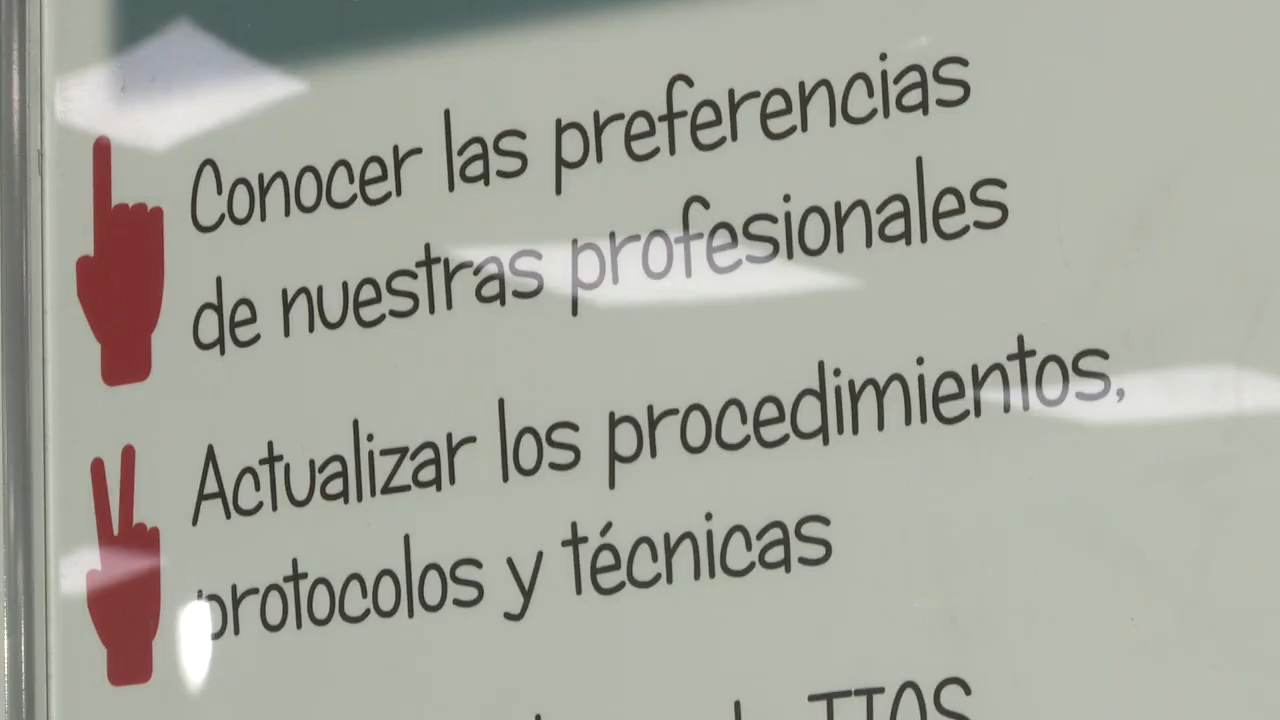 Conocer las preferencias
de nuestras profesionales
Actualizar los procedimientos,
protocolos y técnicas